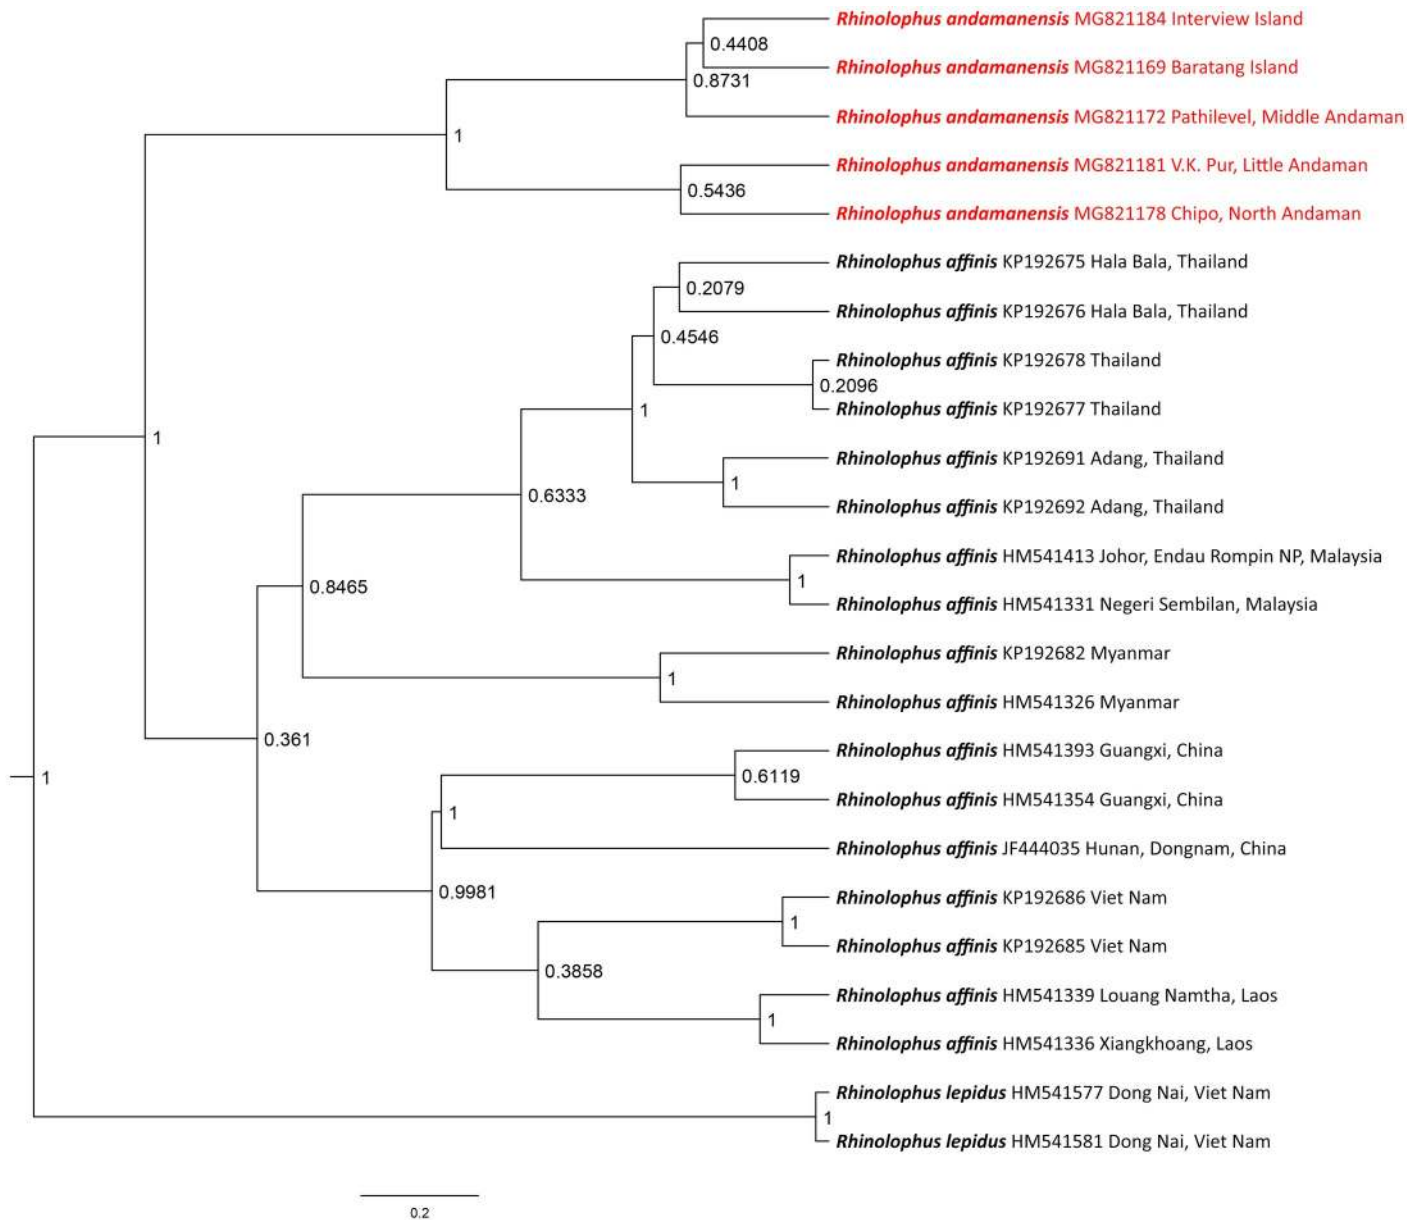 Rhinolophus andamanensis MG821184 Interview Island
0.4408
Rhinolophus andamanensis MG821169 Baratang Island
0.8731
Rhinolophus andamanensis MG821172 Pathilevel, Middle Andaman
1
Rhinolophus andamanensis MG821181 V.K. Pur, Little Andaman
0.5436
Rhinolophus andamanensis MG821178 Chipo, North Andaman
Rhinolophus affinis KP192675 Hala Bala, Thailand
0.2079
Rhinolophus affinis KP192676 Hala Bala, Thailand
0.4546
Rhinolophus affinis KP192678 Thailand
0.2096
Rhinolophus affinis KP192677 Thailand
1
1
Rhinolophus affinis KP192691 Adang, Thailand
1
0.6333
Rhinolophus affinis KP192692 Adang, Thailand
Rhinolophus affinis HM541413 Johor, Endau Rompin NP, Malaysia
1
0.8465
Rhinolophus affinis HM541331 Negeri Sembilan, Malaysia
Rhinolophus affinis KP192682 Myanmar
1
Rhinolophus affinis HM541326 Myanmar
0.361
Rhinolophus affinis HM541393 Guangxi, China
0.6119
1
Rhinolophus affinis HM541354 Guangxi, China
1
Rhinolophus affinis JF444035 Hunan, Dongnam, China
0.9981
Rhinolophus affinis KP192686 Viet Nam
1
Rhinolophus affinis KP192685 Viet Nam
0.3858
Rhinolophus affinis HM541339 Louang Namtha, Laos
1
Rhinolophus affinis HM541336 Xiangkhoang, Laos
Rhinolophus lepidus HM541577 Dong Nai, Viet Nam
1
Rhinolophus lepidus HM541581 Dong Nai, Viet Nam
0.2